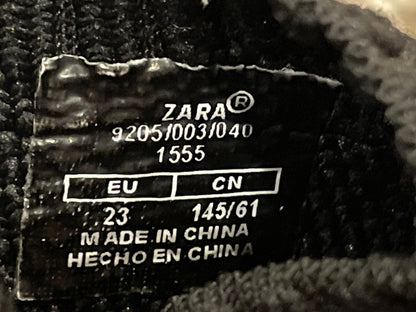 ZARA®
9205/003/040
1555
EU CN
23 145/61
MADE IN CHINA
HECHO EN CHINA